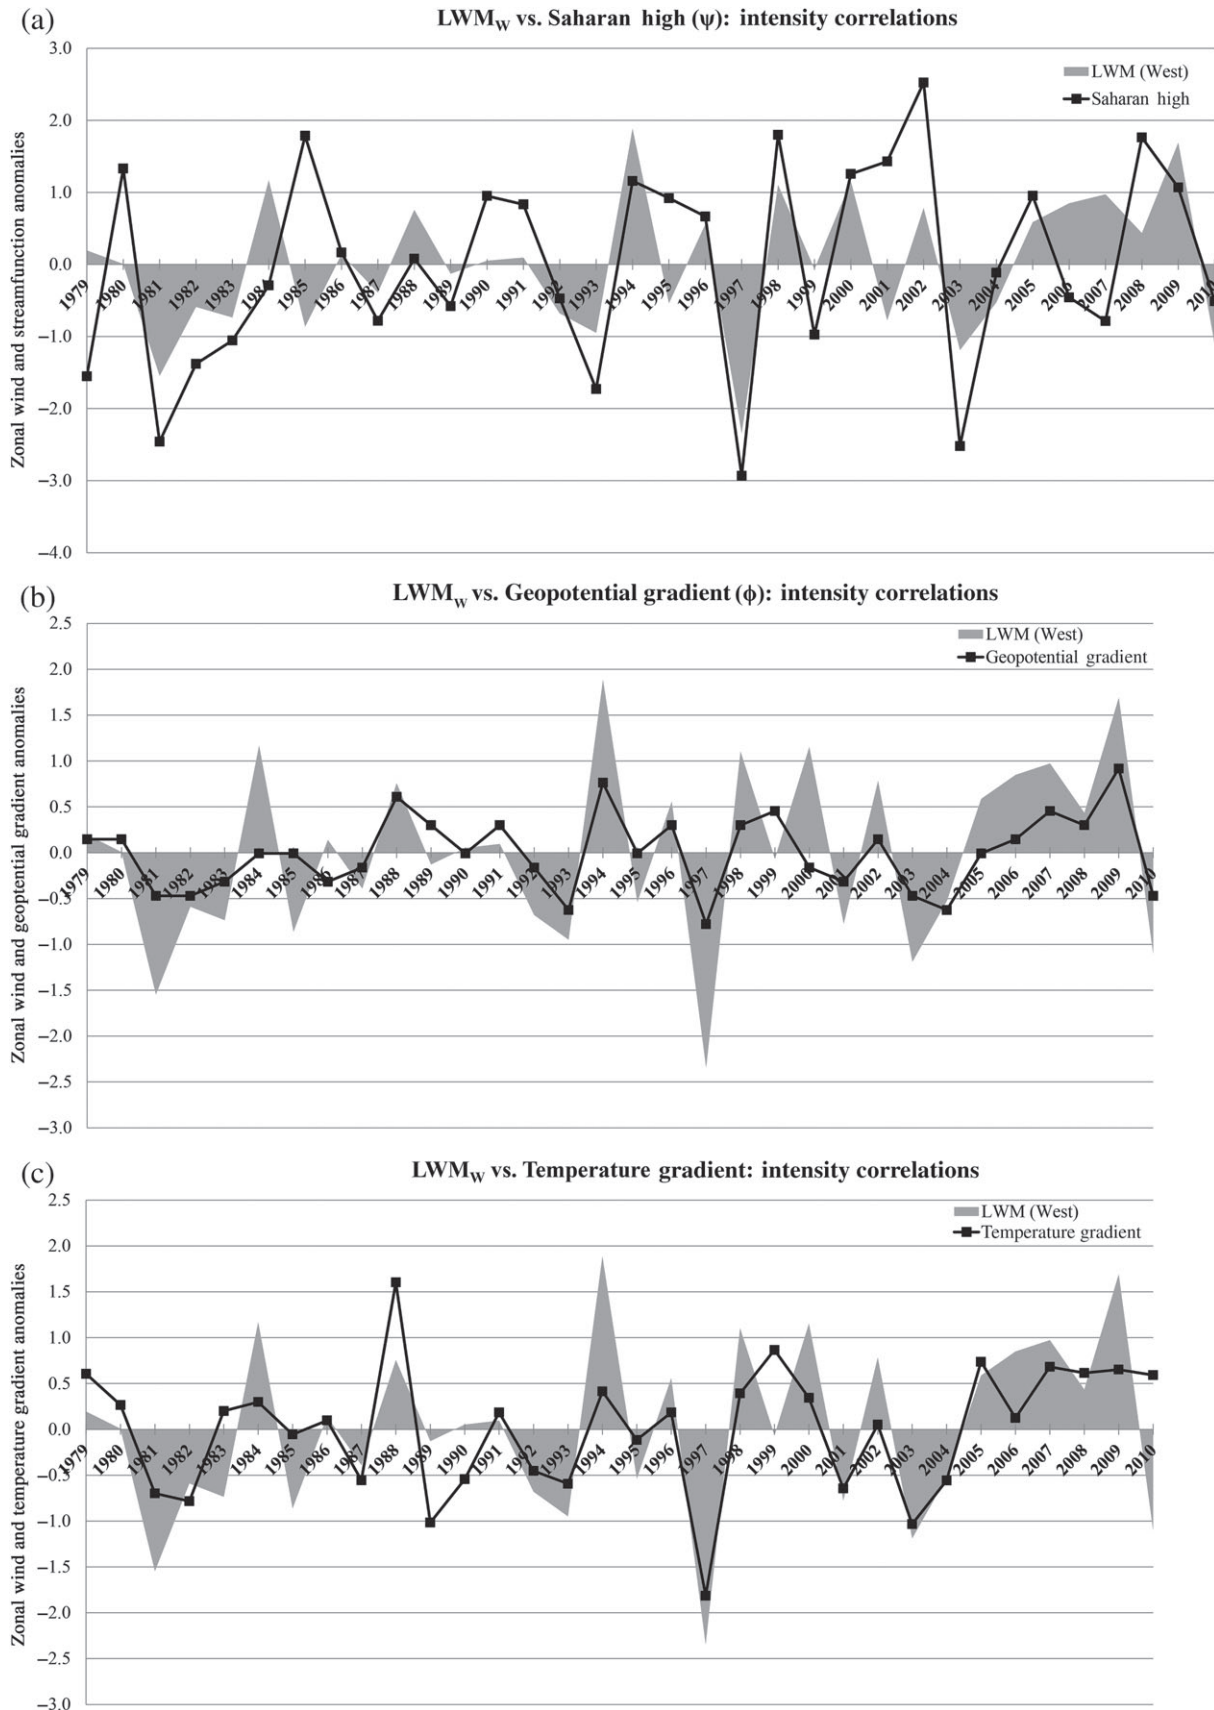 (a)
LWMW vs. Saharan high (ψ): intensity correlations
Zonal wind and streamfunction anomalies
3.0
2.0
1.0
0.0
−1.0
−2.0
−3.0
−4.0
LWM (West)
Saharan high
1979 1980 1981 1982 1983 1984 1985 1986 1987 1988 1989 1990 1991 1992 1993 1994 1995 1996 1997 1998 1999 2000 2001 2002 2003 2004 2005 2006 2007 2008 2009 2010
(b)
LWMW vs. Geopotential gradient (ϕ): intensity correlations
Zonal wind and geopotential gradient anomalies
2.5
2.0
1.5
1.0
0.5
0.0
−0.5
−1.0
−1.5
−2.0
−2.5
−3.0
LWM (West)
Geopotential gradient
1979 1980 1981 1982 1983 1984 1985 1986 1987 1988 1989 1990 1991 1992 1993 1994 1995 1996 1997 1998 1999 2000 2001 2002 2003 2004 2005 2006 2007 2008 2009 2010
(c)
LWMW vs. Temperature gradient: intensity correlations
Zonal wind and temperature gradient anomalies
2.5
2.0
1.5
1.0
0.5
0.0
−0.5
−1.0
−1.5
−2.0
−2.5
−3.0
LWM (West)
Temperature gradient
1979 1980 1981 1982 1983 1984 1985 1986 1987 1988 1989 1990 1991 1992 1993 1994 1995 1996 1997 1998 1999 2000 2001 2002 2003 2004 2005 2006 2007 2008 2009 2010